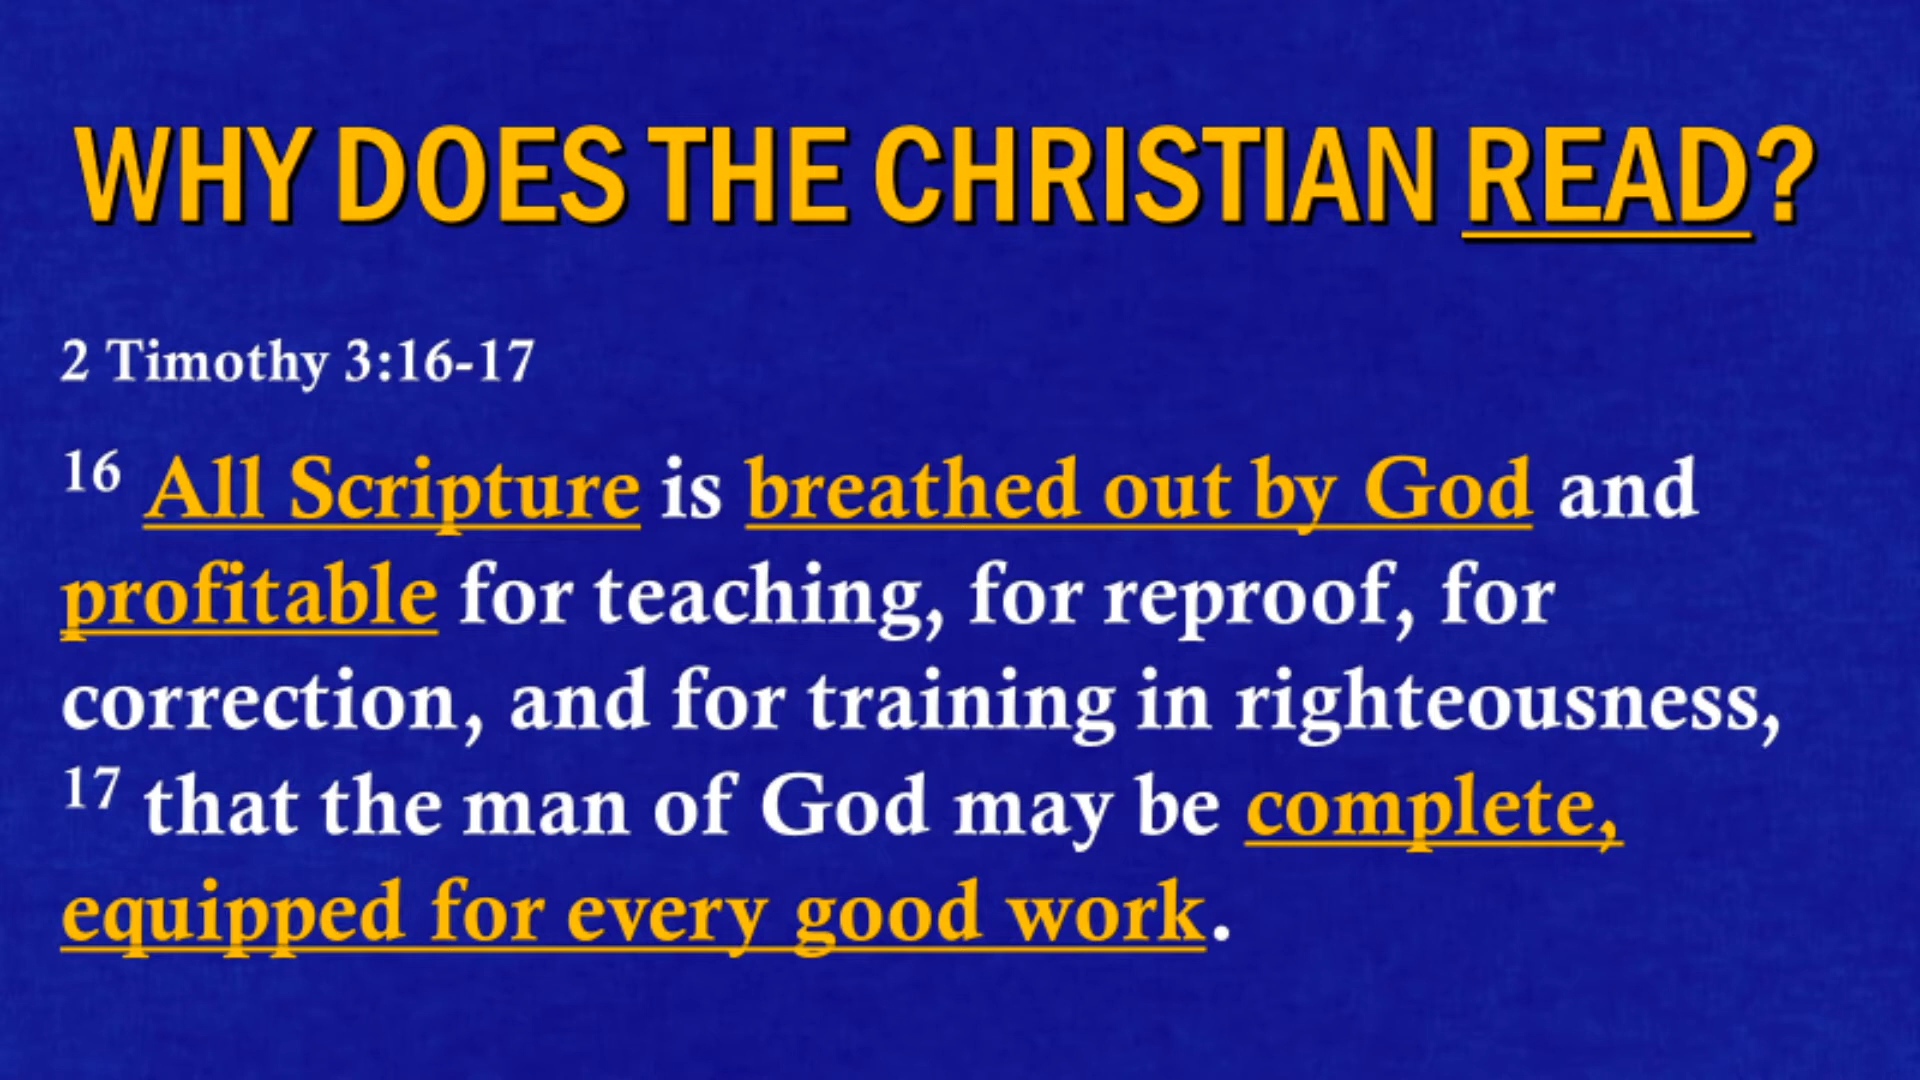 WHY DOES THE CHRISTIAN READ?
2 Timothy 3:16-17
16 All Scripture is breathed out by God and
profitable for teaching, for reproof, for
correction, and for training in righteousness,
17 that the man of God may be complete,
equipped for every good work.